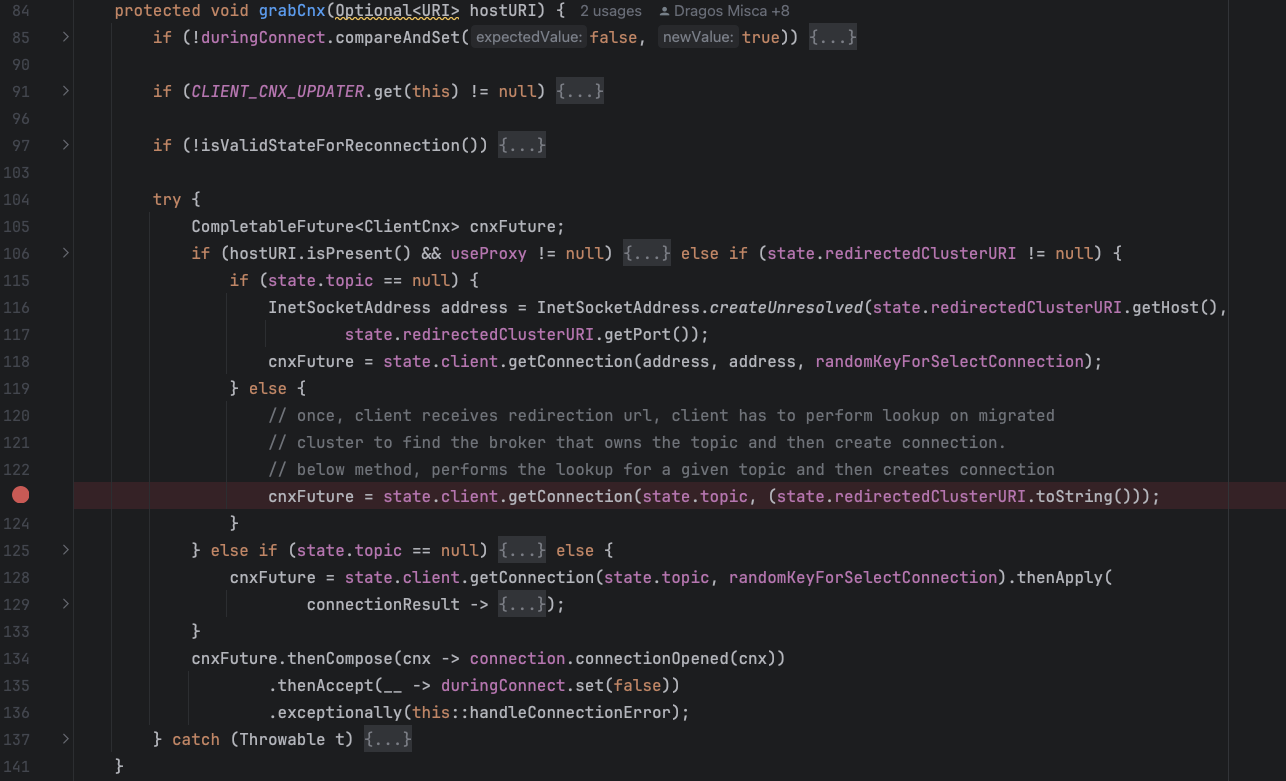 84 protected void grabCnx(Optional<URI> hostURI) { 2 usages Dragos Misca +8
85 if (!duringConnect.compareAndSet( expectedValue: false, newValue: true)) {...}
90
91 if (CLIENT_CNX_UPDATER.get(this) != null) {...}
96
97 if (!isValidStateForReconnection()) {...}
103
104 try {
105 CompletableFuture<ClientCnx> cnxFuture;
106 if (hostURI.isPresent() && useProxy != null) {...} else if (state.redirectedClusterURI != null) {
115 if (state.topic == null) {
116 InetSocketAddress address = InetSocketAddress.createUnresolved(state.redirectedClusterURI.getHost(),
117 state.redirectedClusterURI.getPort());
118 cnxFuture = state.client.getConnection(address, address, randomKeyForSelectConnection);
119 } else {
120 // once, client receives redirection url, client has to perform lookup on migrated
121 // cluster to find the broker that owns the topic and then create connection.
122 // below method, performs the lookup for a given topic and then creates connection
cnxFuture = state.client.getConnection(state.topic, (state.redirectedClusterURI.toString()));
124 }
125 } else if (state.topic == null) {...} else {
128 cnxFuture = state.client.getConnection(state.topic, randomKeyForSelectConnection).thenApply(
129 connectionResult -> {...});
133 }
134 cnxFuture.thenCompose(cnx -> connection.connectionOpened(cnx))
135 .thenAccept(__ -> duringConnect.set(false))
136 .exceptionally(this::handleConnectionError);
137 } catch (Throwable t) {...}
141 }